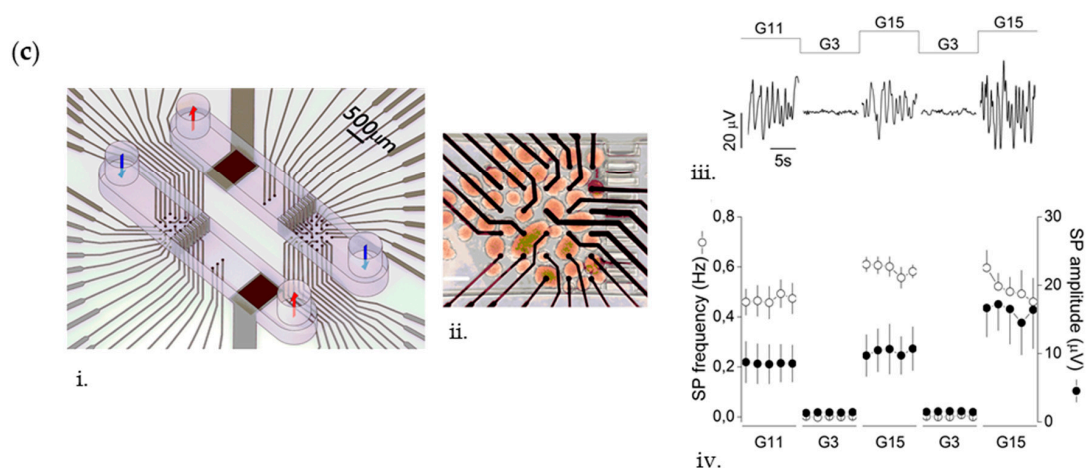 (c)
500µm
i.
ii.
G11 G3 G15 G3 G15
20 µV
5s
iii.
SP frequency (Hz)
0,8
0,6
0,4
0,2
0,0
30
20
10
0
SP amplitude (µV)
G11 G3 G15 G3 G15
iv.